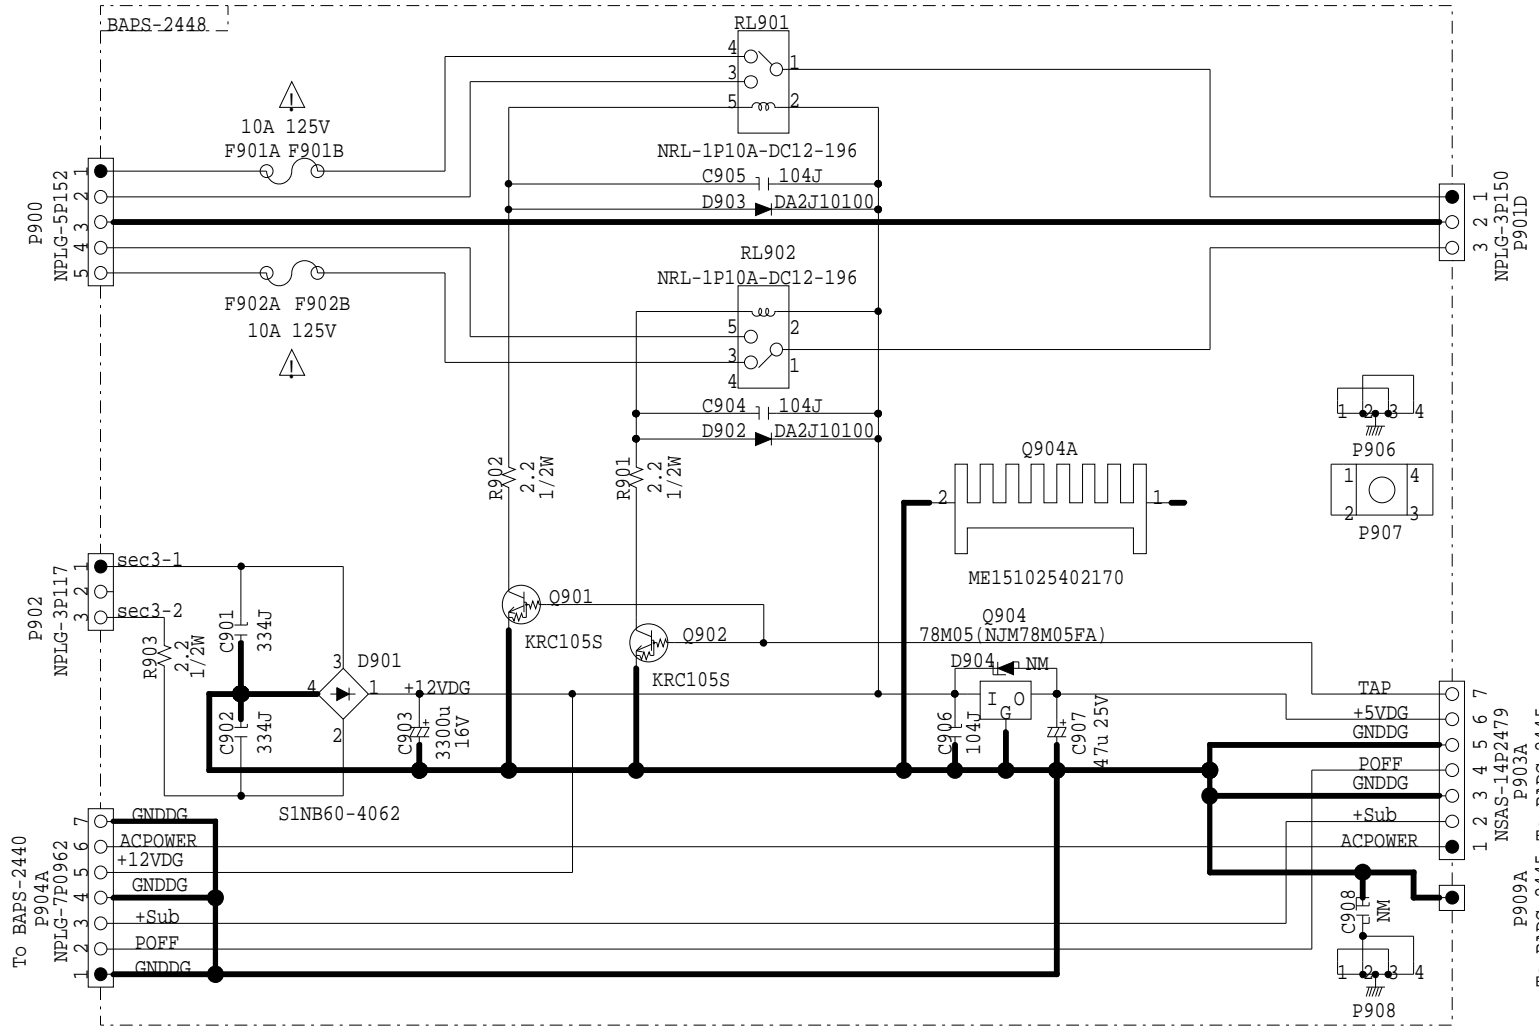 BAPS-2448
RL901
4
3
1
5
2
10A 125V
F901A F901B
NRL-1P10A-DC12-196
C905 104J
D903 DA2J10100
P900
NPLG-5P152
1
2
3
4
5
NPLG-3P150
P901D
1
2
3
RL902
NRL-1P10A-DC12-196
F902A F902B
10A 125V
5
2
3
1
4
C904 104J
D902 DA2J10100
R902
2.2
1/2W
R901
2.2
1/2W
Q904A
2
1
ME151025402170
1 2 3 4
P906
1 4
2 3
P907
P902
NPLG-3P117
1
2
3
sec3-1
sec3-2
R903
2.2
1/2W
C901
334J
C902
334J
3
D901
4
1
2
+12VDG
S1NB60-4062
C903
3300u
16V
Q901
KRC105S
Q902
KRC105S
Q904
78M05(NJM78M05FA)
D904 NM
I O
G
C906
104J
C907
47u 25V
TAP 7
+5VDG 6
GNDDG 5
POFF 4
GNDDG 3
+Sub 2
ACPOWER 1
NSAS-14P2479
P903A
To BAPS-2440
P904A
NPLG-7P0962
7 GNDDG
6 ACPOWER
5 +12VDG
4 GNDDG
3 +Sub
2 POFF
1 GNDDG
P909A
C908
NM
1 2 3 4
P908